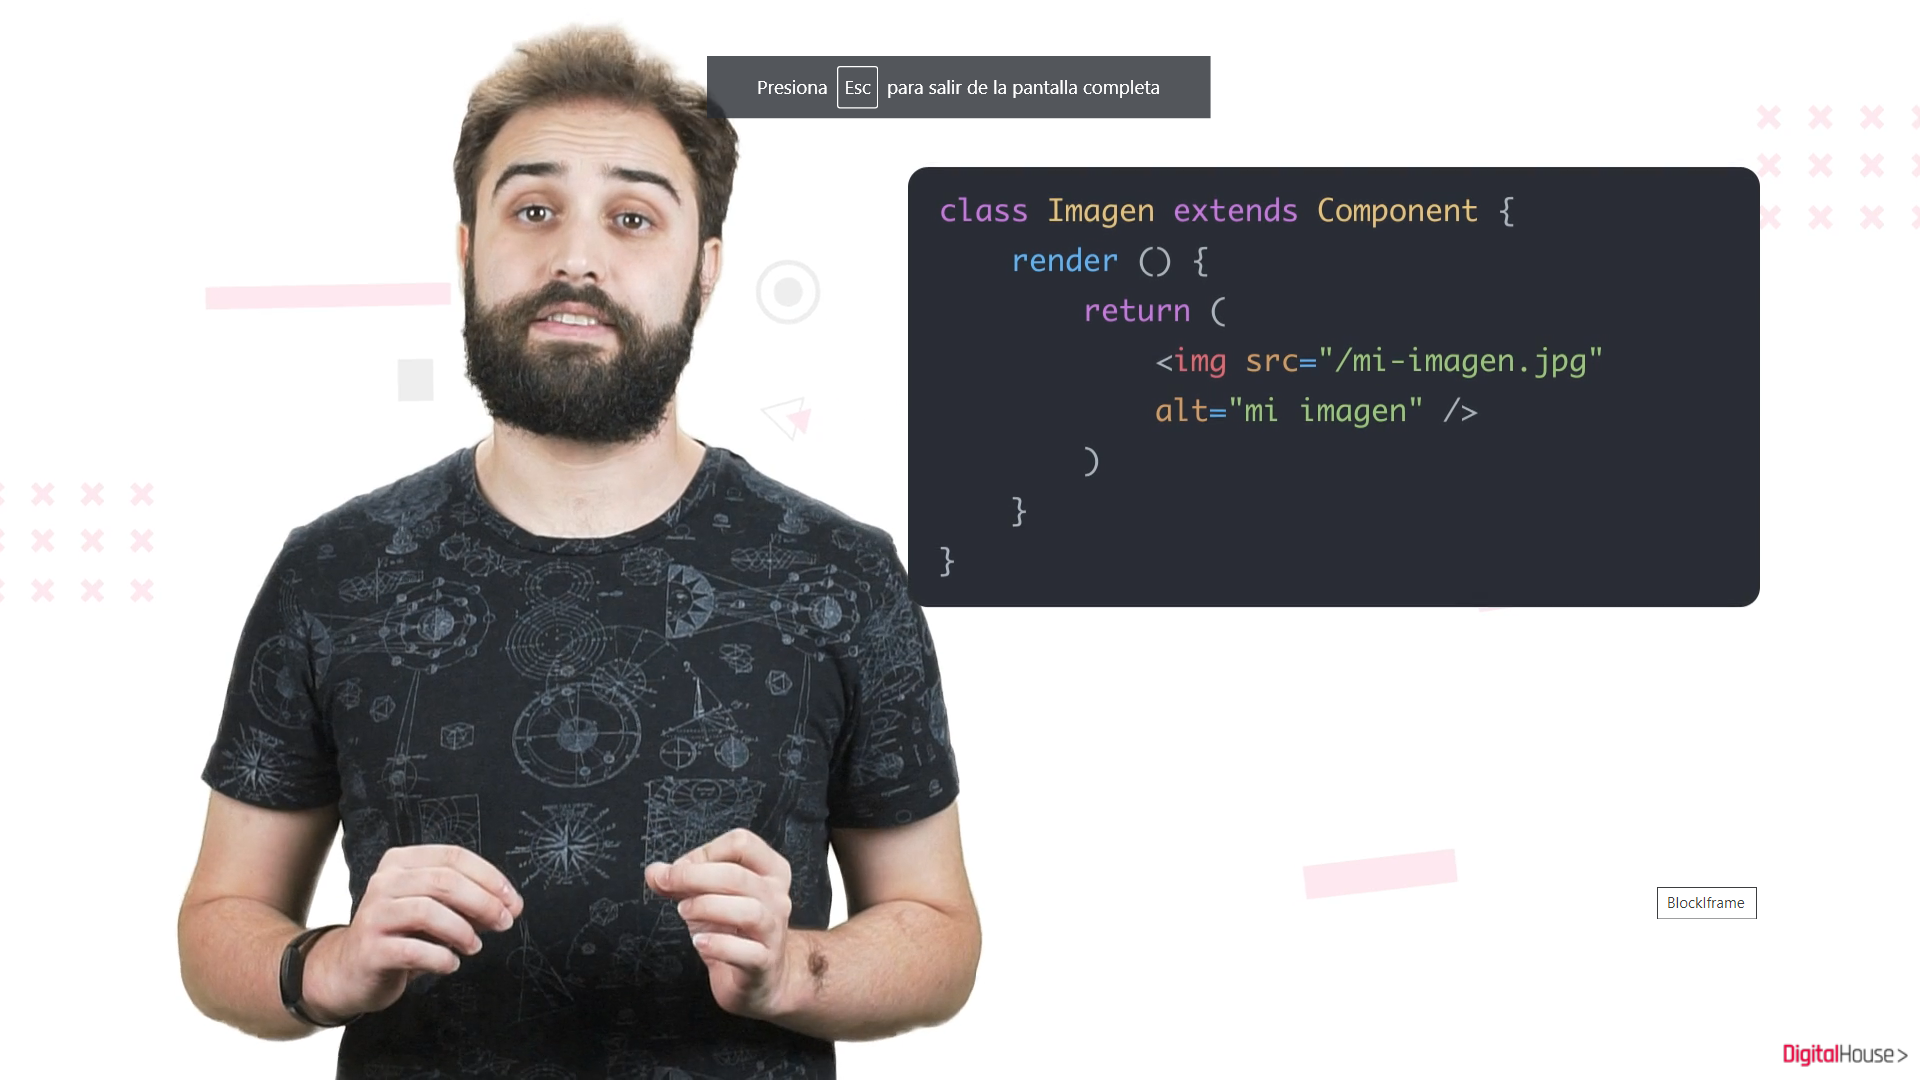 Presiona Esc para salir de la pantalla completa
class Imagen extends Component {
    render () {
        return (
            <img src="/mi-imagen.jpg"
            alt="mi imagen" />
        )
    }
}
BlockIframe
DigitalHouse>